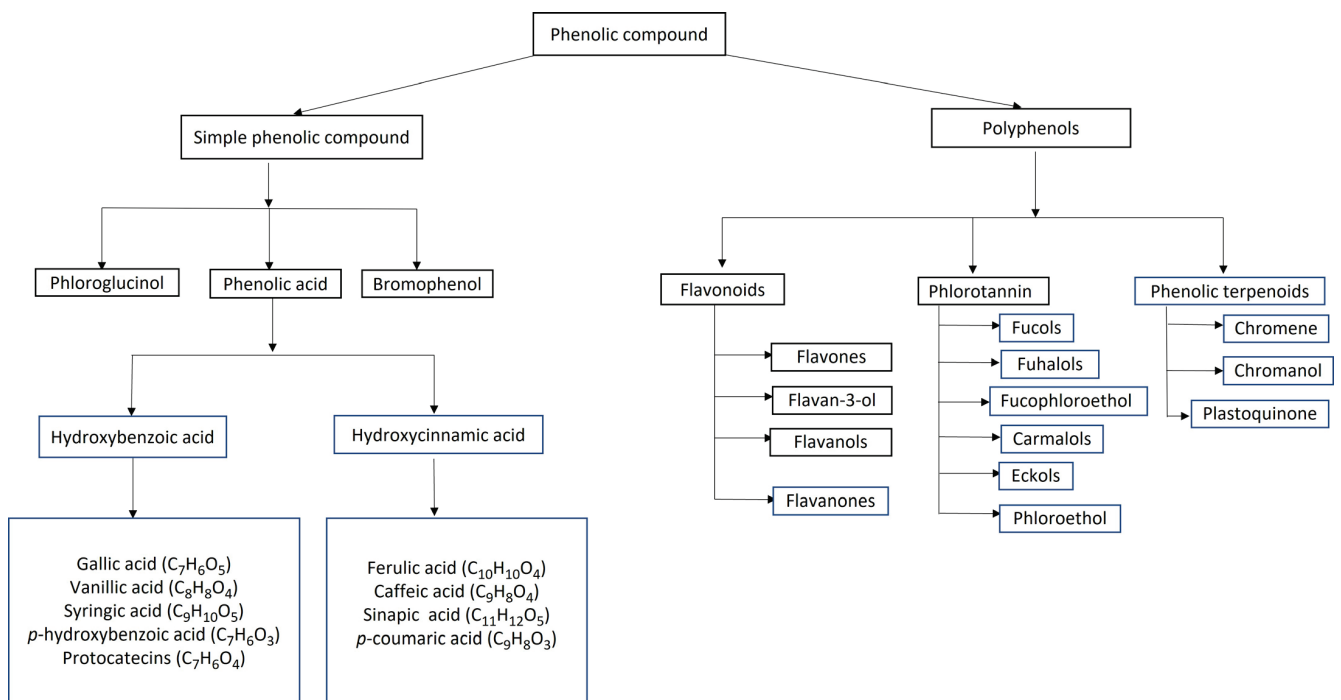 Phenolic compound
Simple phenolic compound
Polyphenols
Phloroglucinol
Phenolic acid
Bromophenol
Flavonoids
Phlorotannin
Phenolic terpenoids
Flavones
Flavan-3-ol
Flavanols
Flavanones
Fucols
Fuhalols
Fucophloroethol
Carmalols
Eckols
Phloroethol
Chromene
Chromanol
Plastoquinone
Hydroxybenzoic acid
Hydroxycinnamic acid
Gallic acid (C₇H₆O₅)
Vanillic acid (C₈H₈O₄)
Syringic acid (C₉H₁₀O₅)
p-hydroxybenzoic acid (C₇H₆O₃)
Protocatecins (C₇H₆O₄)
Ferulic acid (C₁₀H₁₀O₄)
Caffeic acid (C₉H₈O₄)
Sinapic acid (C₁₁H₁₂O₅)
p-coumaric acid (C₉H₈O₃)